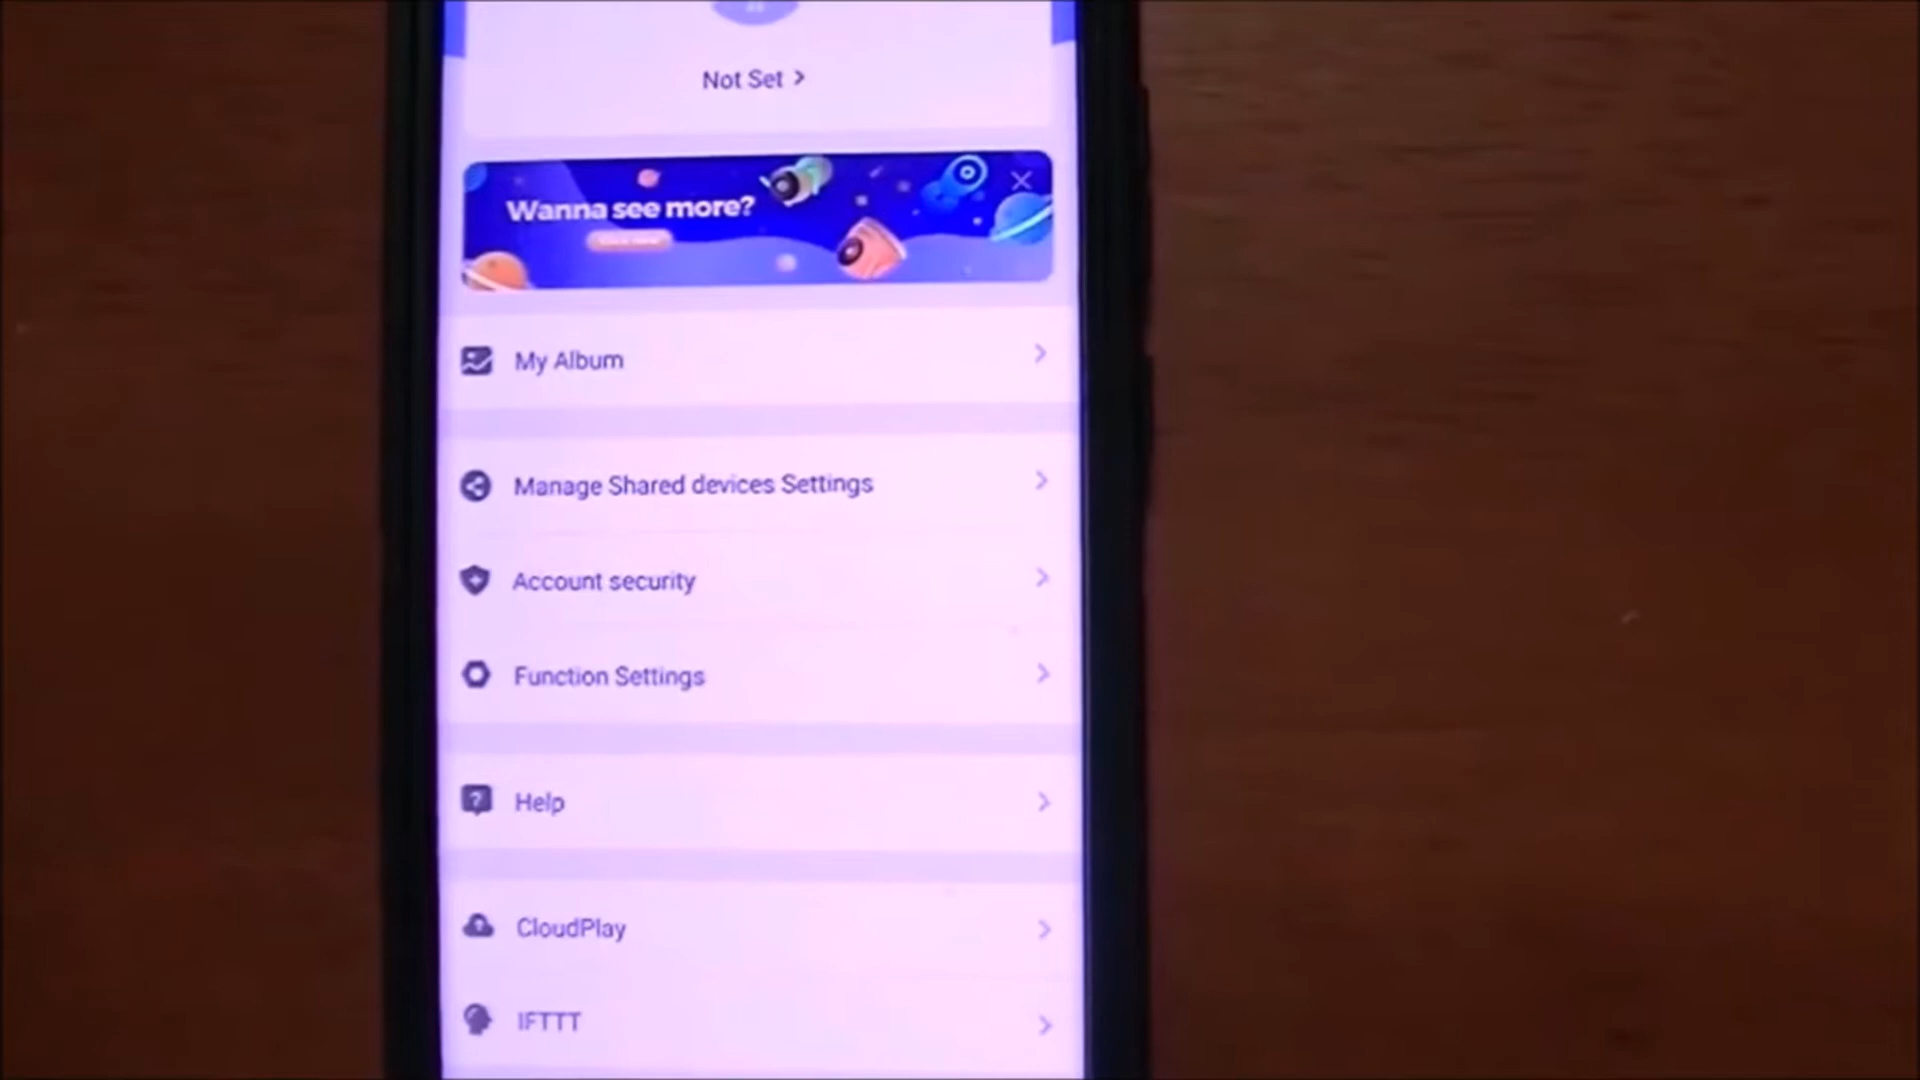 Not Set
Wanna see more?
My Album
Manage Shared devices Settings
Account security
Function Settings
Help
CloudPlay
IFTTT